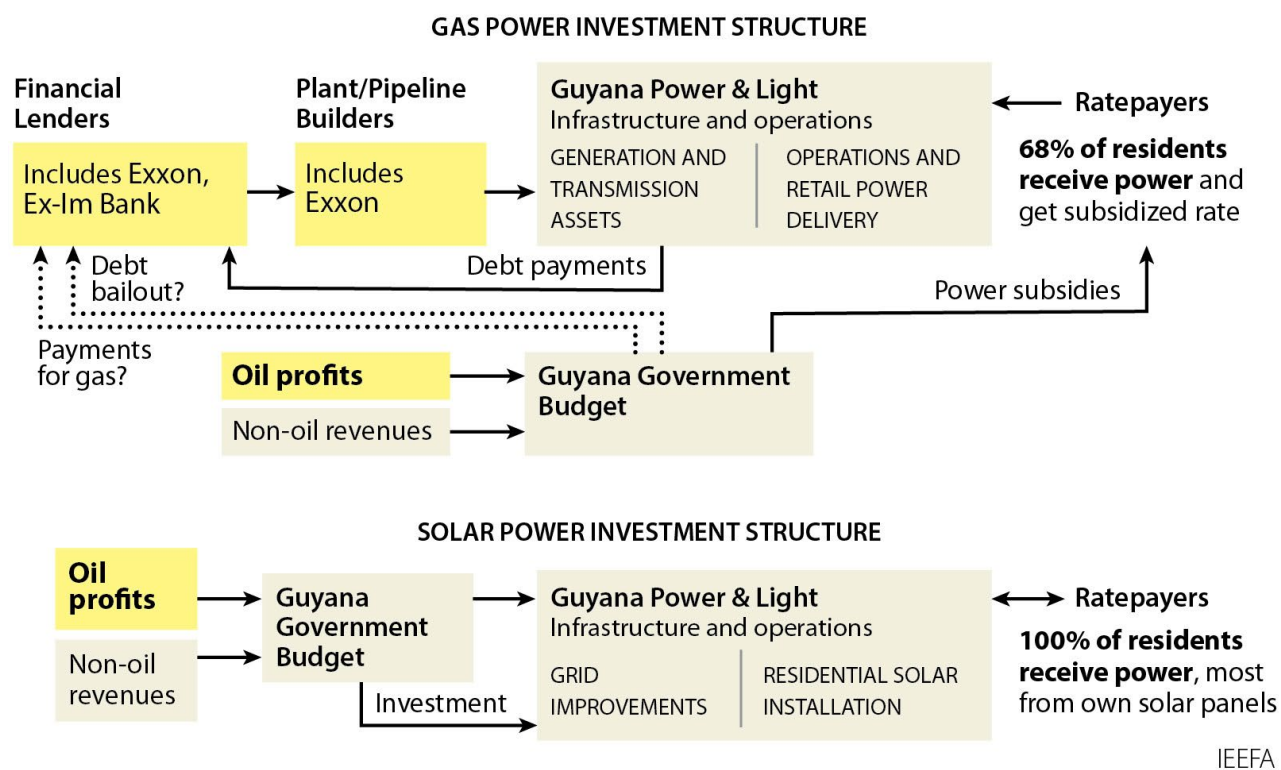 GAS POWER INVESTMENT STRUCTURE
Financial
Lenders
Includes Exxon,
Ex-Im Bank
Plant/Pipeline
Builders
Includes
Exxon
Guyana Power & Light
Infrastructure and operations
GENERATION AND
TRANSMISSION
ASSETS
OPERATIONS AND
RETAIL POWER
DELIVERY
Ratepayers
68% of residents
receive power and
get subsidized rate
Debt
bailout?
Debt payments
Power subsidies
Payments
for gas?
Oil profits
Non-oil revenues
Guyana Government
Budget
SOLAR POWER INVESTMENT STRUCTURE
Oil
profits
Non-oil
revenues
Guyana
Government
Budget
Investment
Guyana Power & Light
Infrastructure and operations
GRID
IMPROVEMENTS
RESIDENTIAL SOLAR
INSTALLATION
Ratepayers
100% of residents
receive power, most
from own solar panels
IEEFA